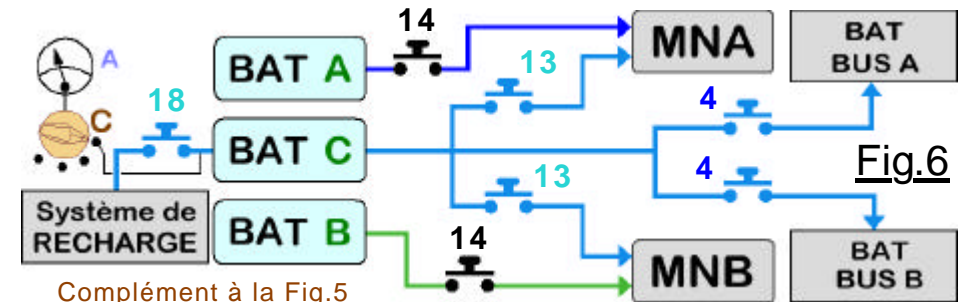 14
MNA
BAT
BUS A
A
BAT A
13
18
4
C
BAT C
Fig.6
13
4
Système de
RECHARGE
BAT B
14
MNB
BAT
BUS B
Complément à la Fig.5